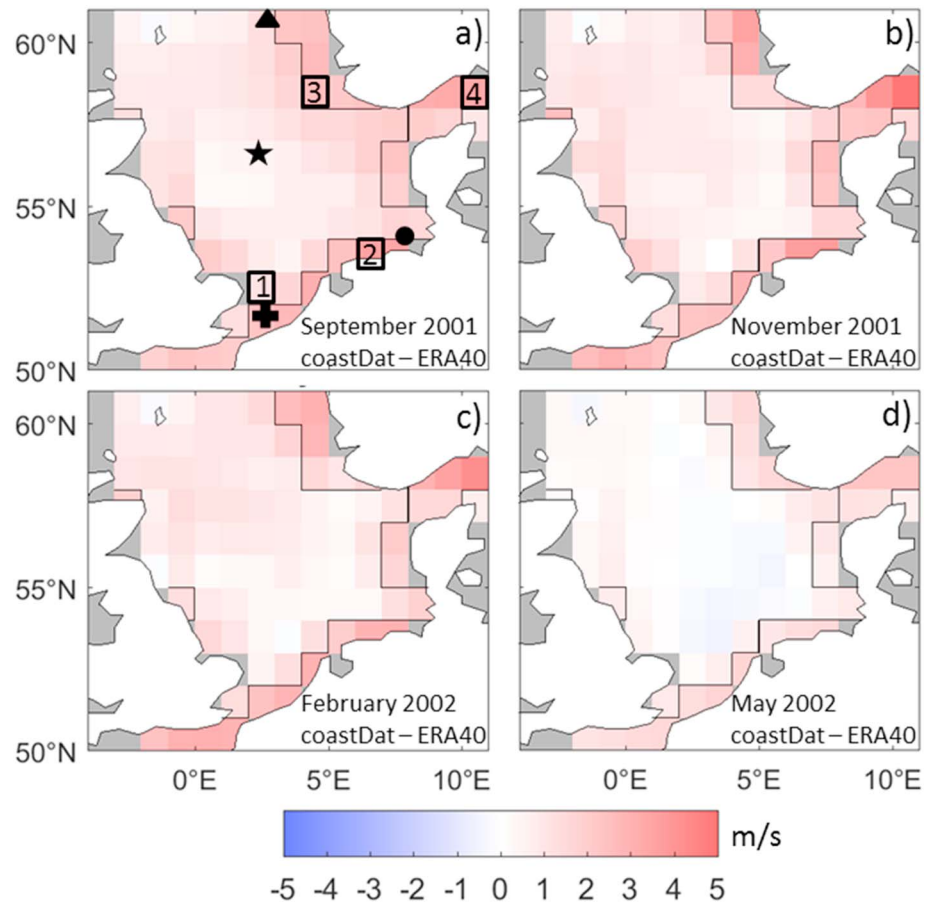 60°N
a)
b)
3
4
55°N
2
1
September 2001
coastDat – ERA40
November 2001
coastDat – ERA40
50°N
60°N
c)
d)
55°N
February 2002
coastDat – ERA40
May 2002
coastDat – ERA40
50°N
0°E 5°E 10°E 0°E 5°E 10°E
m/s
-5 -4 -3 -2 -1 0 1 2 3 4 5